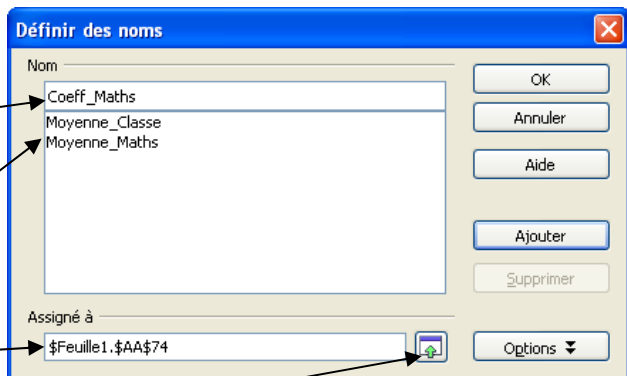 Définir des noms
Nom
Coeff_Maths
Moyenne_Classe
Moyenne_Maths
OK
Annuler
Aide
Ajouter
Supprimer
Assigné à
$Feuille1.$AA$74
Options